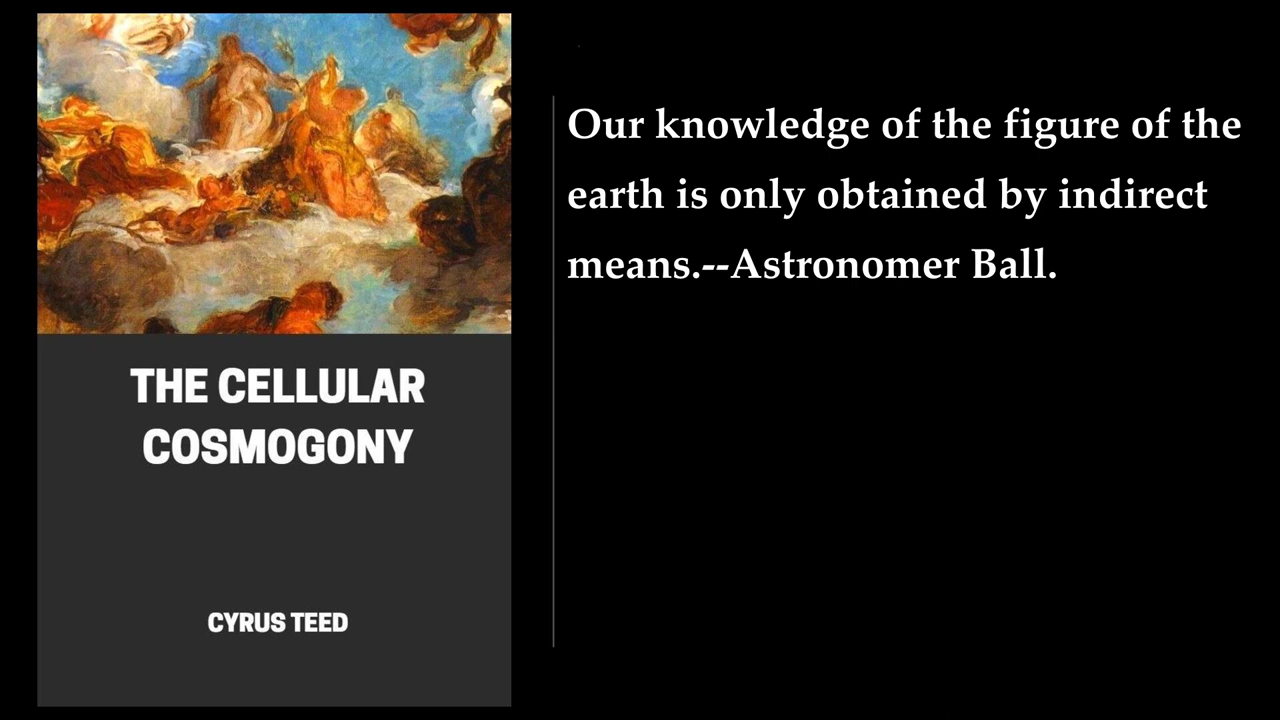 THE CELLULAR
COSMOGONY
CYRUS TEED
Our knowledge of the figure of the
earth is only obtained by indirect
means.--Astronomer Ball.